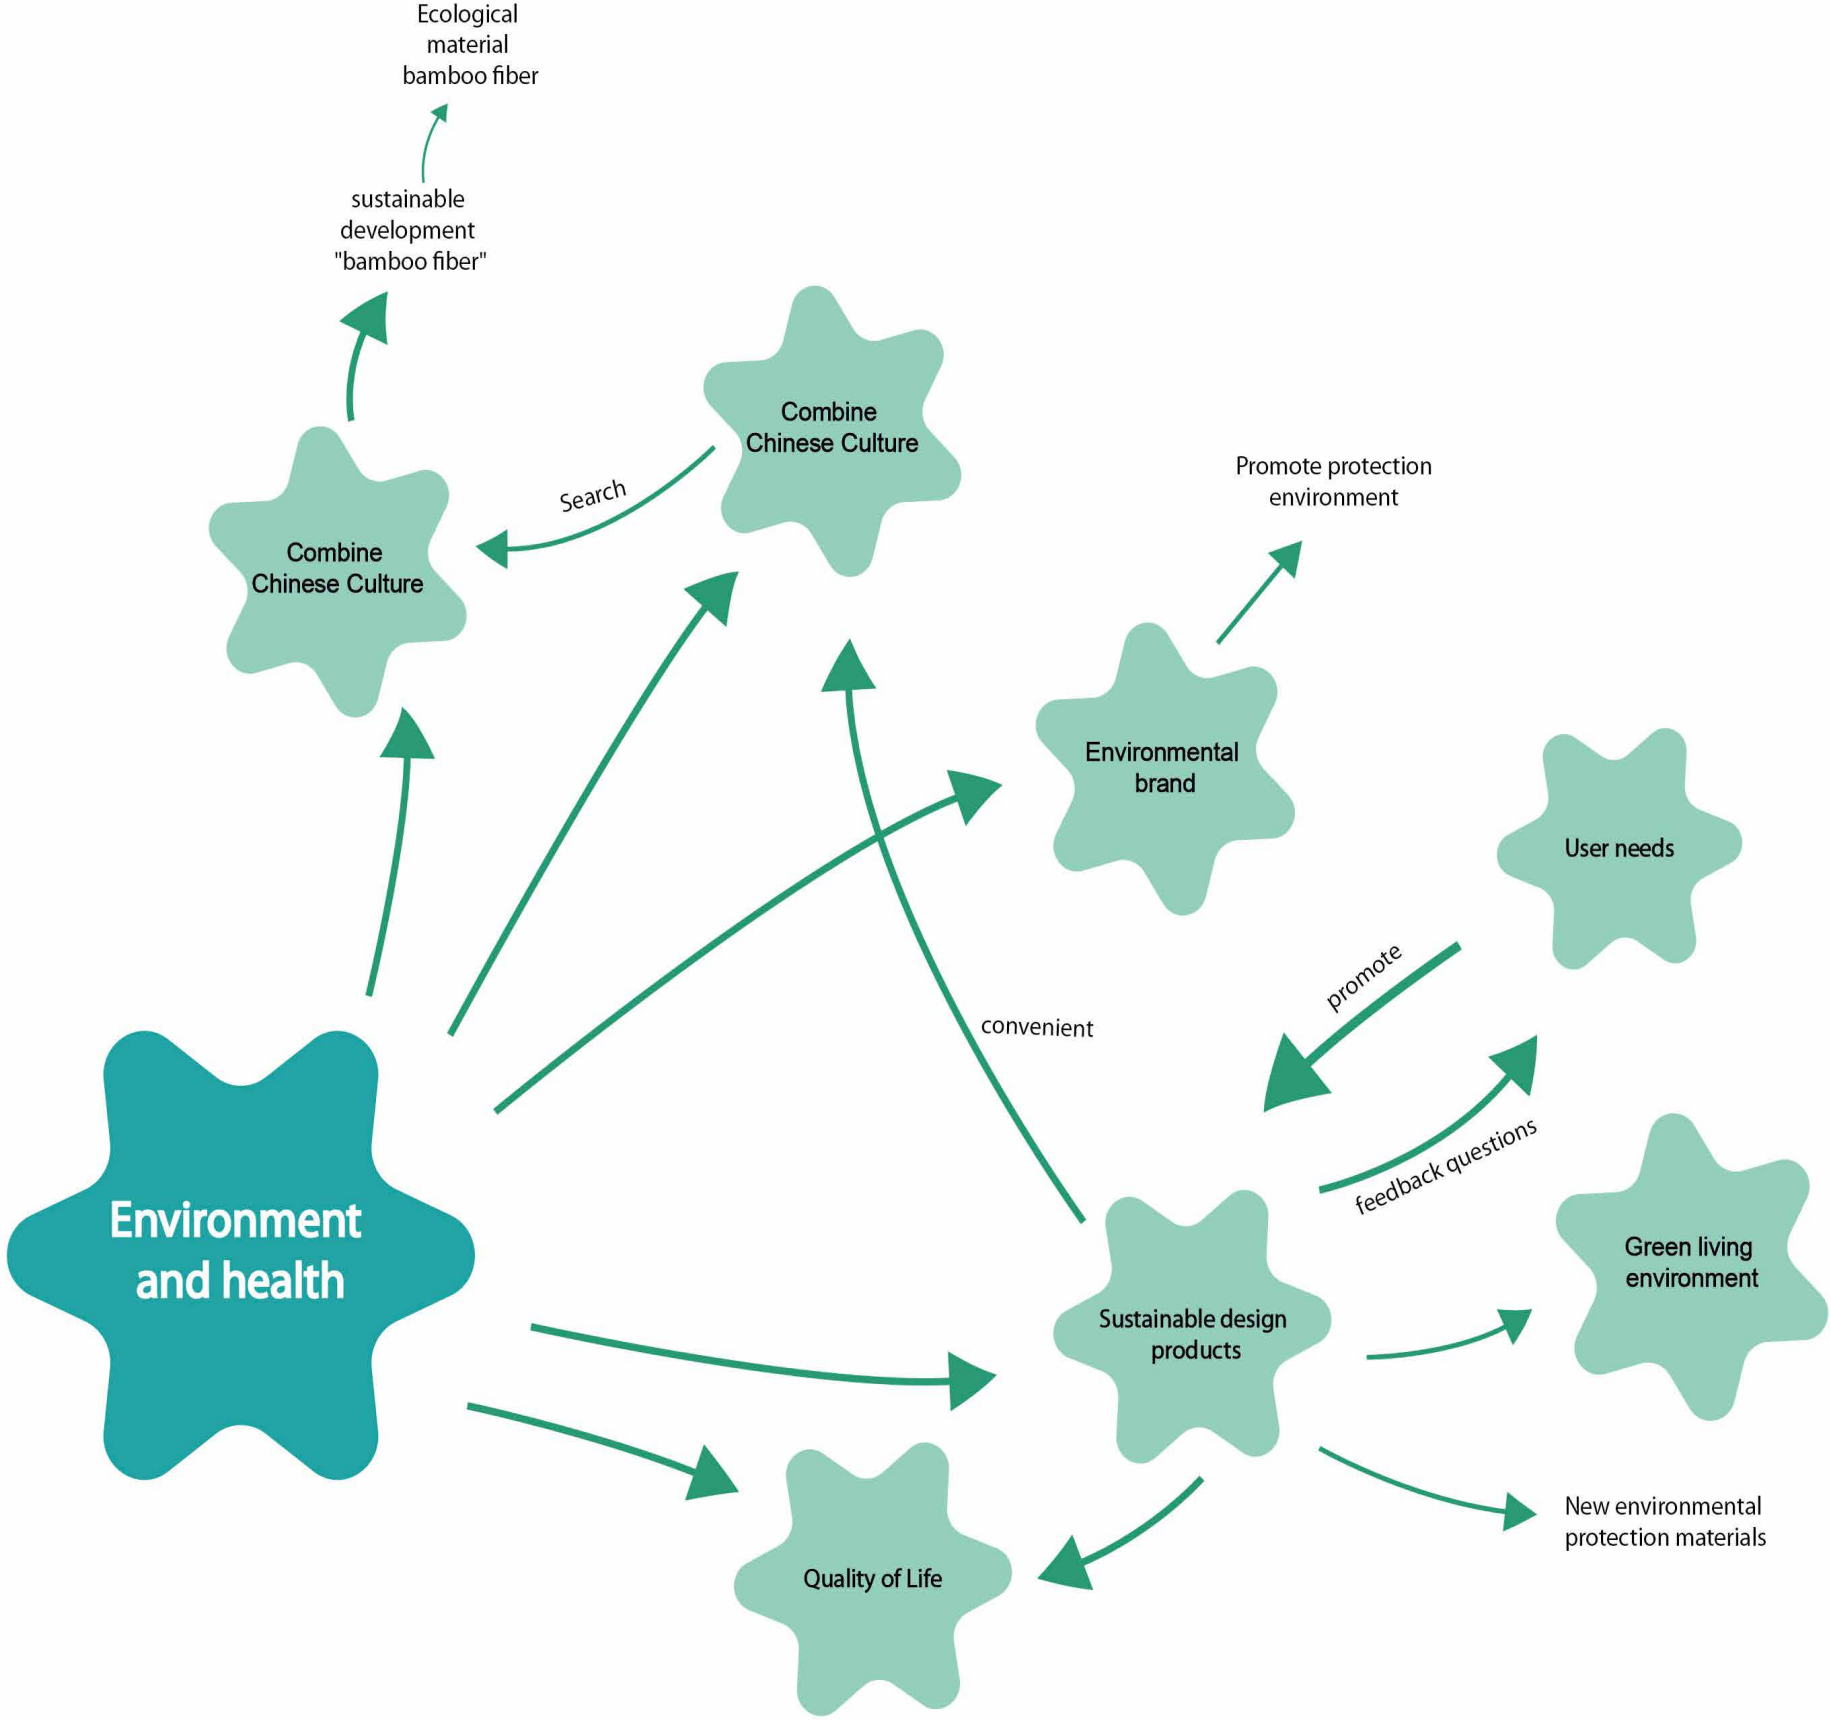 Ecological
material
bamboo fiber
sustainable
development
"bamboo fiber"
Combine
Chinese Culture
Search
Combine
Chinese Culture
Promote protection
environment
Environmental
brand
User needs
promote
convenient
feedback questions
Environment
and health
Green living
environment
Sustainable design
products
New environmental
protection materials
Quality of Life